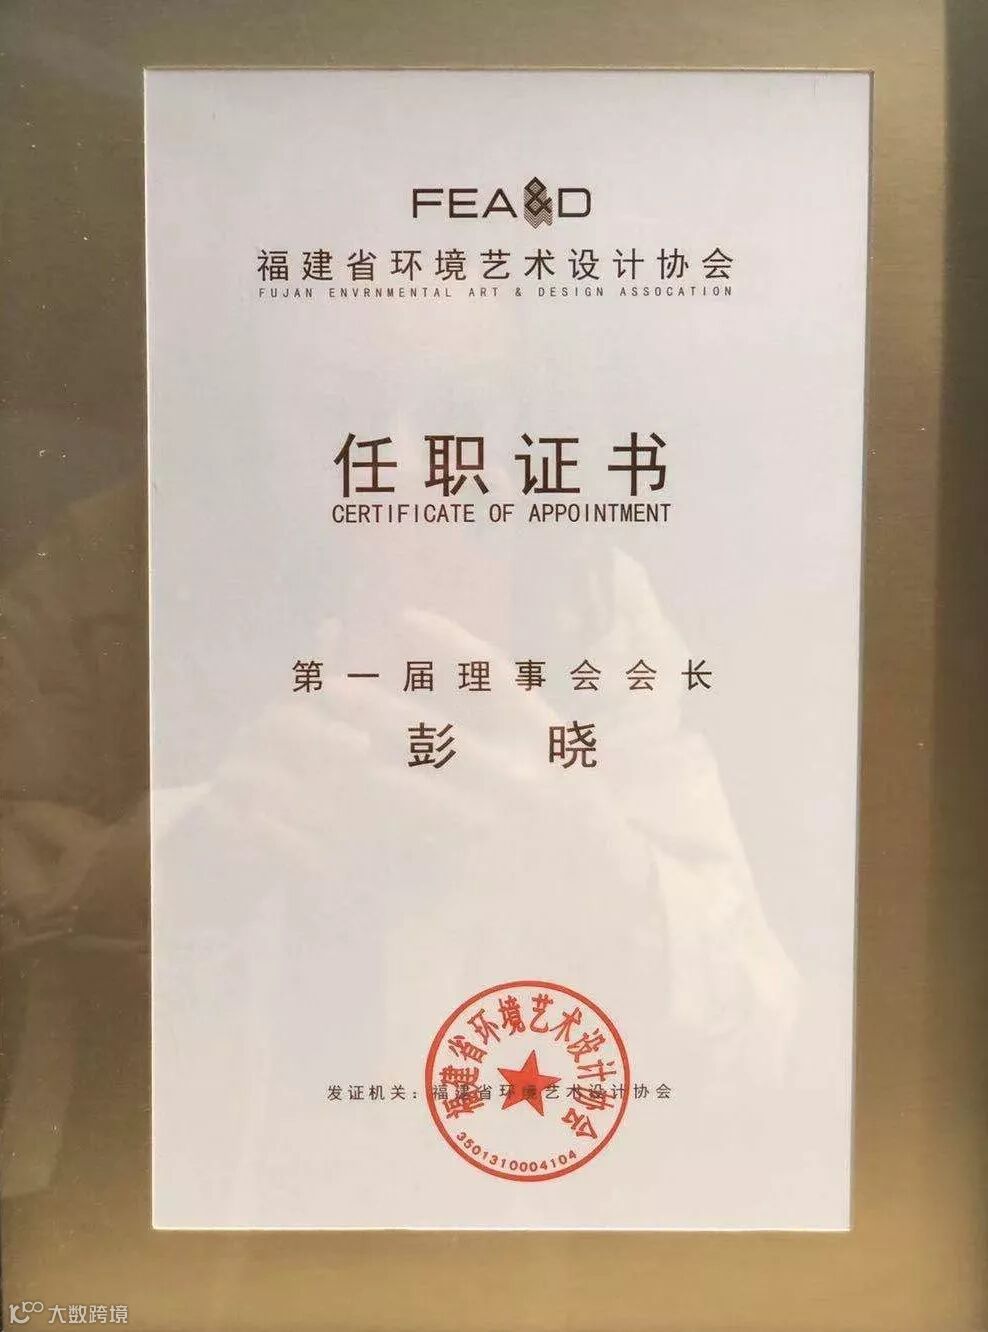 FEA&D
福建省环境艺术设计协会
FUJAN ENVRNMENTAL ART & DESIGN ASSOCATION
任职证书
CERTIFICATE OF APPOINTMENT
第一届理事会会长
彭 晓
发证机关：福建省环境艺术设计协会
福建省环境艺术设计协会
3501310004104
大数跨境